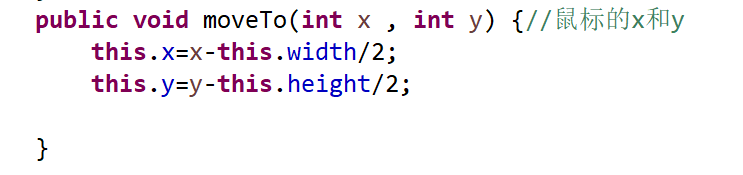 public void moveTo(int x , int y) {//鼠标的x和y
this.x=x-this.width/2;
this.y=y-this.height/2;
}